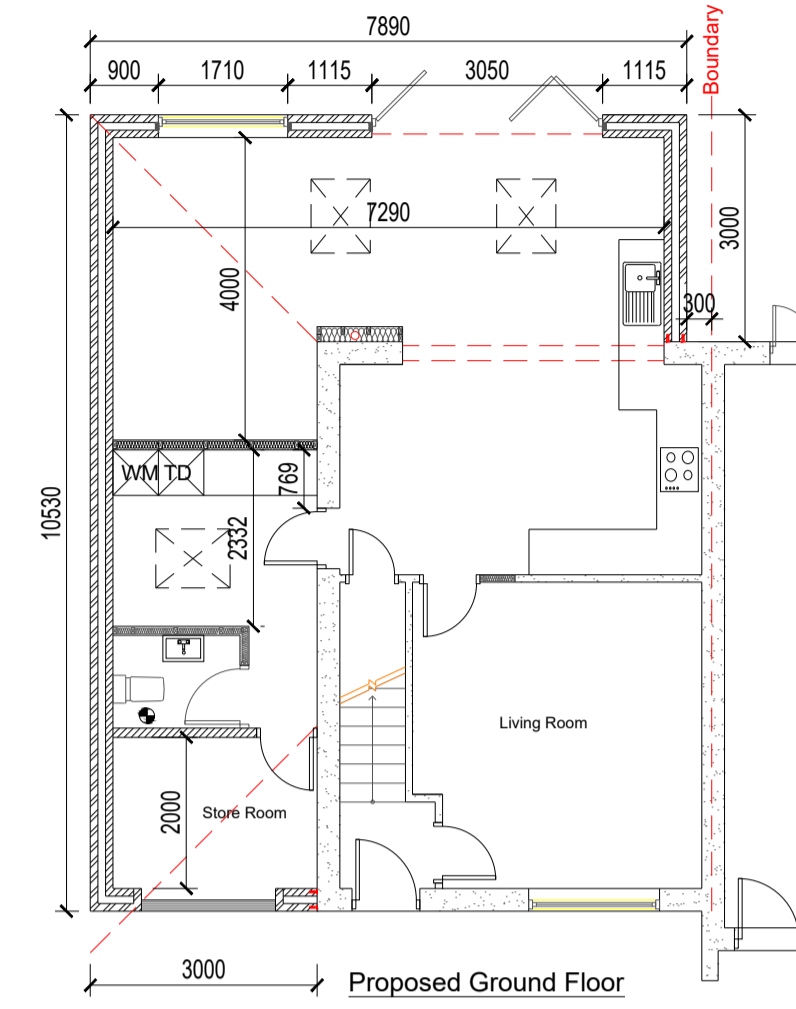 7890
Boundary
900 1710 1115 3050 1115
7290
3000
4000
300
WM TD
769
10530
2332
Living Room
2000
Store Room
3000
Proposed Ground Floor